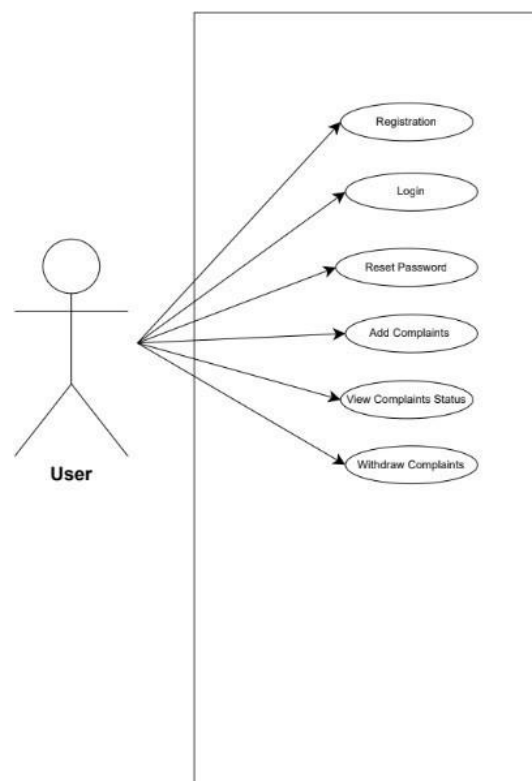 Registration
Login
Reset Password
Add Complaints
View Complaints Status
Withdraw Complaints
User